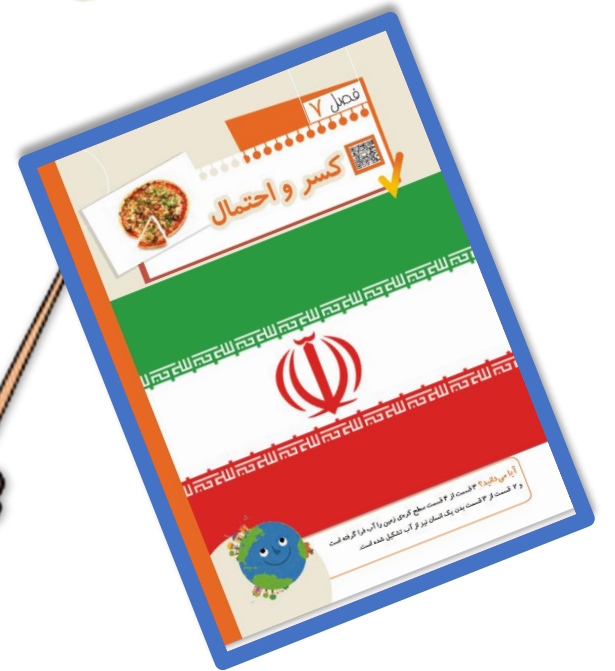 فصل ۷
کسر و احتمال
آیا می‌دانید؟ ۳ قسمت از ۴ قسمت سطح کره‌ی زمین را آب فرا گرفته است
و ۲ قسمت از ۳ قسمت بدن یک انسان نیز از آب تشکیل شده است.